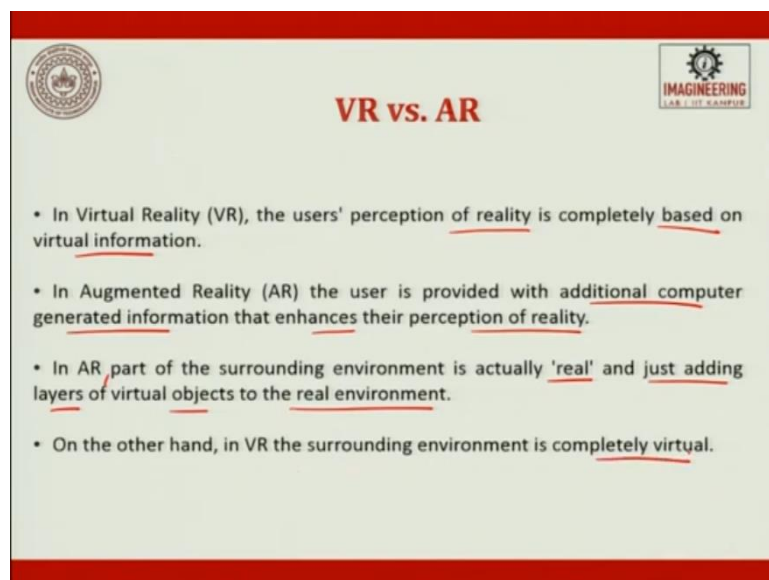 IMAGINEERING
LAB | IIT KANPUR
VR vs. AR
• In Virtual Reality (VR), the users' perception of reality is completely based on
virtual information.
• In Augmented Reality (AR) the user is provided with additional computer
generated information that enhances their perception of reality.
• In AR part of the surrounding environment is actually 'real' and just adding
layers of virtual objects to the real environment.
• On the other hand, in VR the surrounding environment is completely virtual.